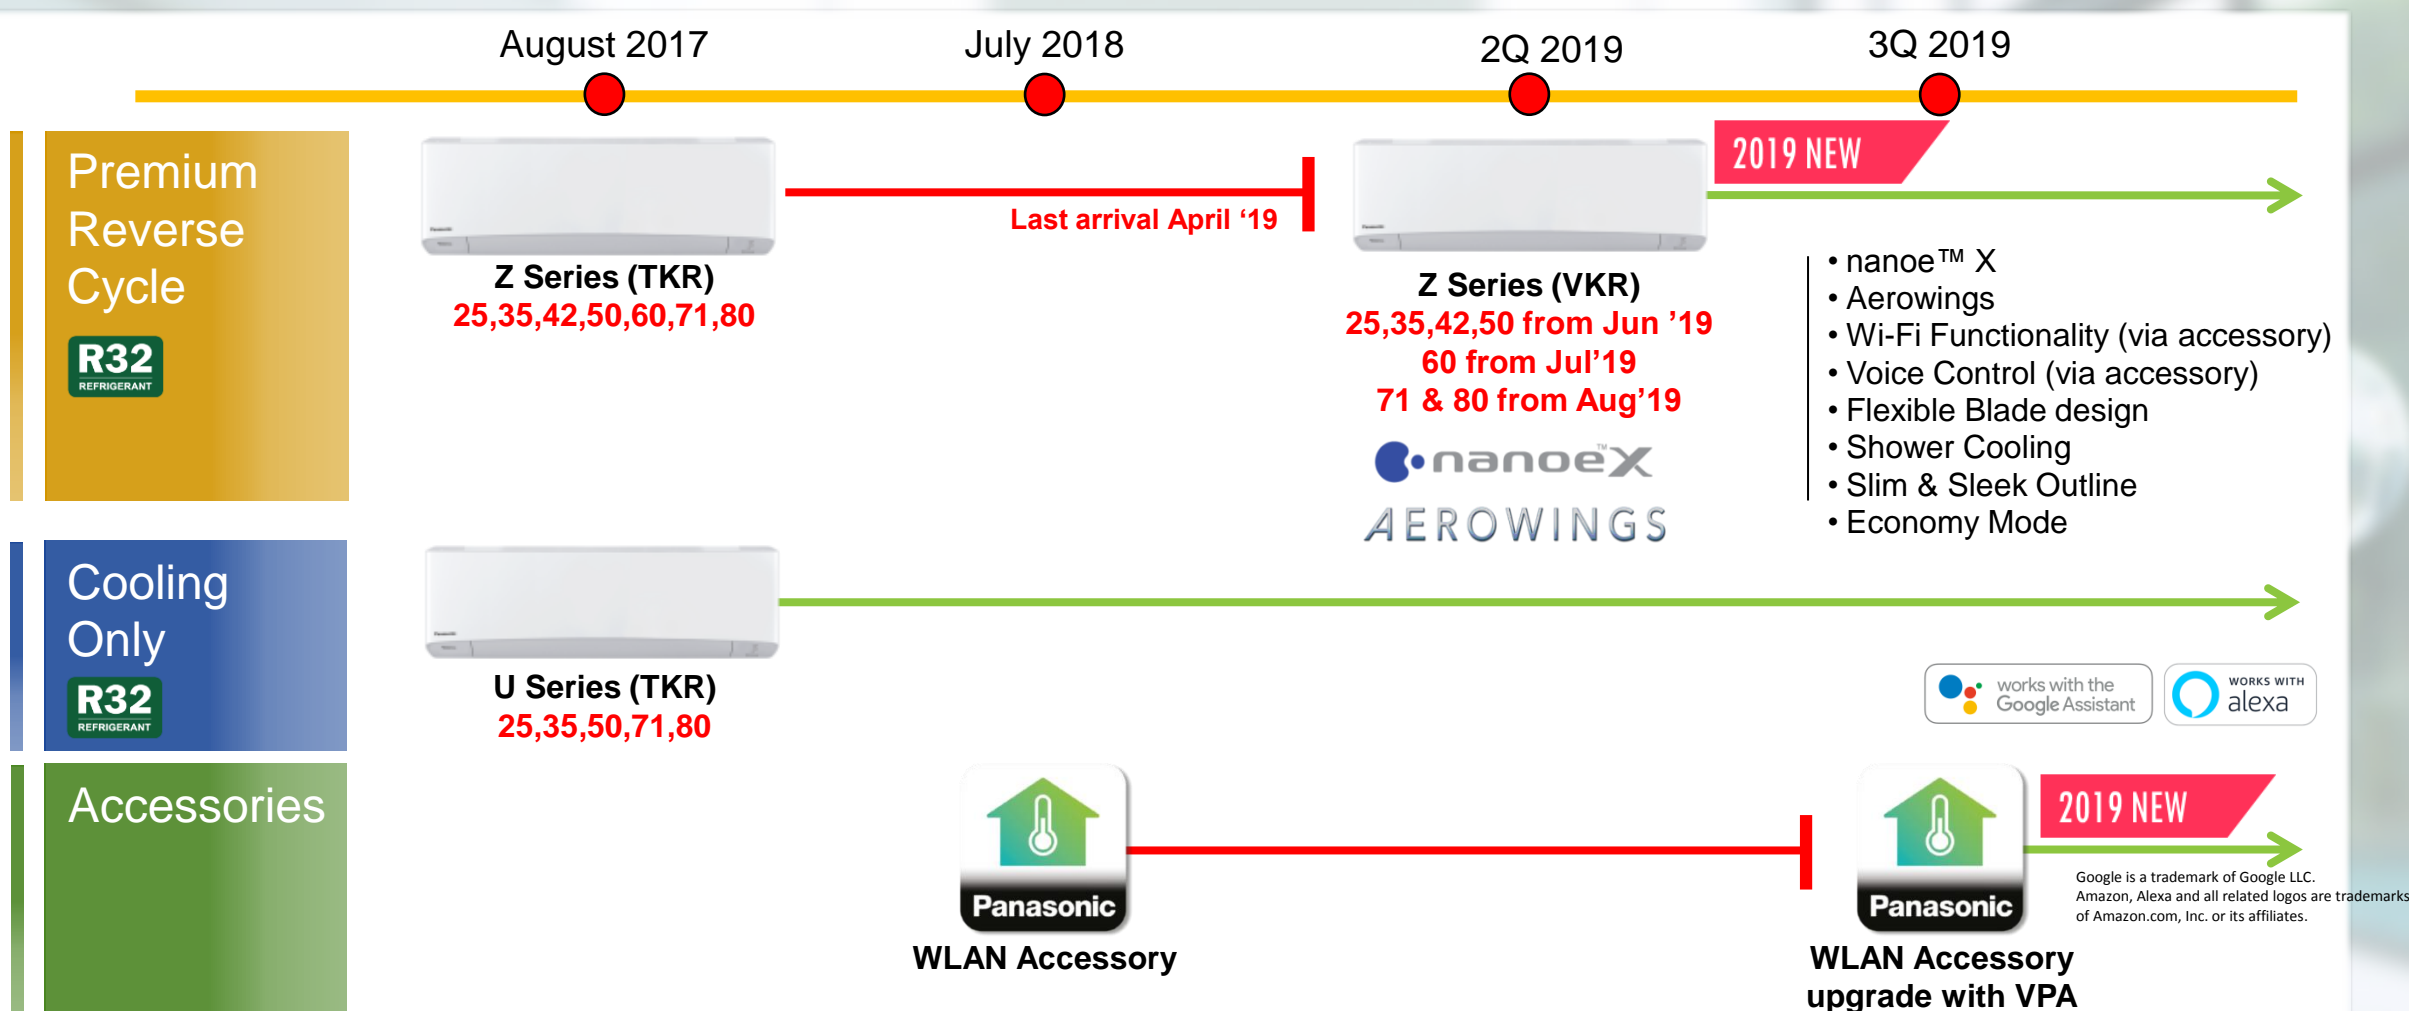 August 2017
July 2018
2Q 2019
3Q 2019
Premium
Reverse
Cycle
R32
REFRIGERANT
Panasonic
Z Series (TKR)
25,35,42,50,60,71,80
Last arrival April ‘19
Panasonic
Z Series (VKR)
25,35,42,50 from Jun ’19
60 from Jul’19
71 & 80 from Aug’19
nanoe™X
AEROWINGS
2019 NEW
• nanoe™ X
• Aerowings
• Wi-Fi Functionality (via accessory)
• Voice Control (via accessory)
• Flexible Blade design
• Shower Cooling
• Slim & Sleek Outline
• Economy Mode
Cooling
Only
R32
REFRIGERANT
Panasonic
U Series (TKR)
25,35,50,71,80
works with the
Google Assistant
WORKS WITH
alexa
Accessories
Panasonic
WLAN Accessory
Panasonic
WLAN Accessory
upgrade with VPA
2019 NEW
Google is a trademark of Google LLC.
Amazon, Alexa and all related logos are trademarks
of Amazon.com, Inc. or its affiliates.